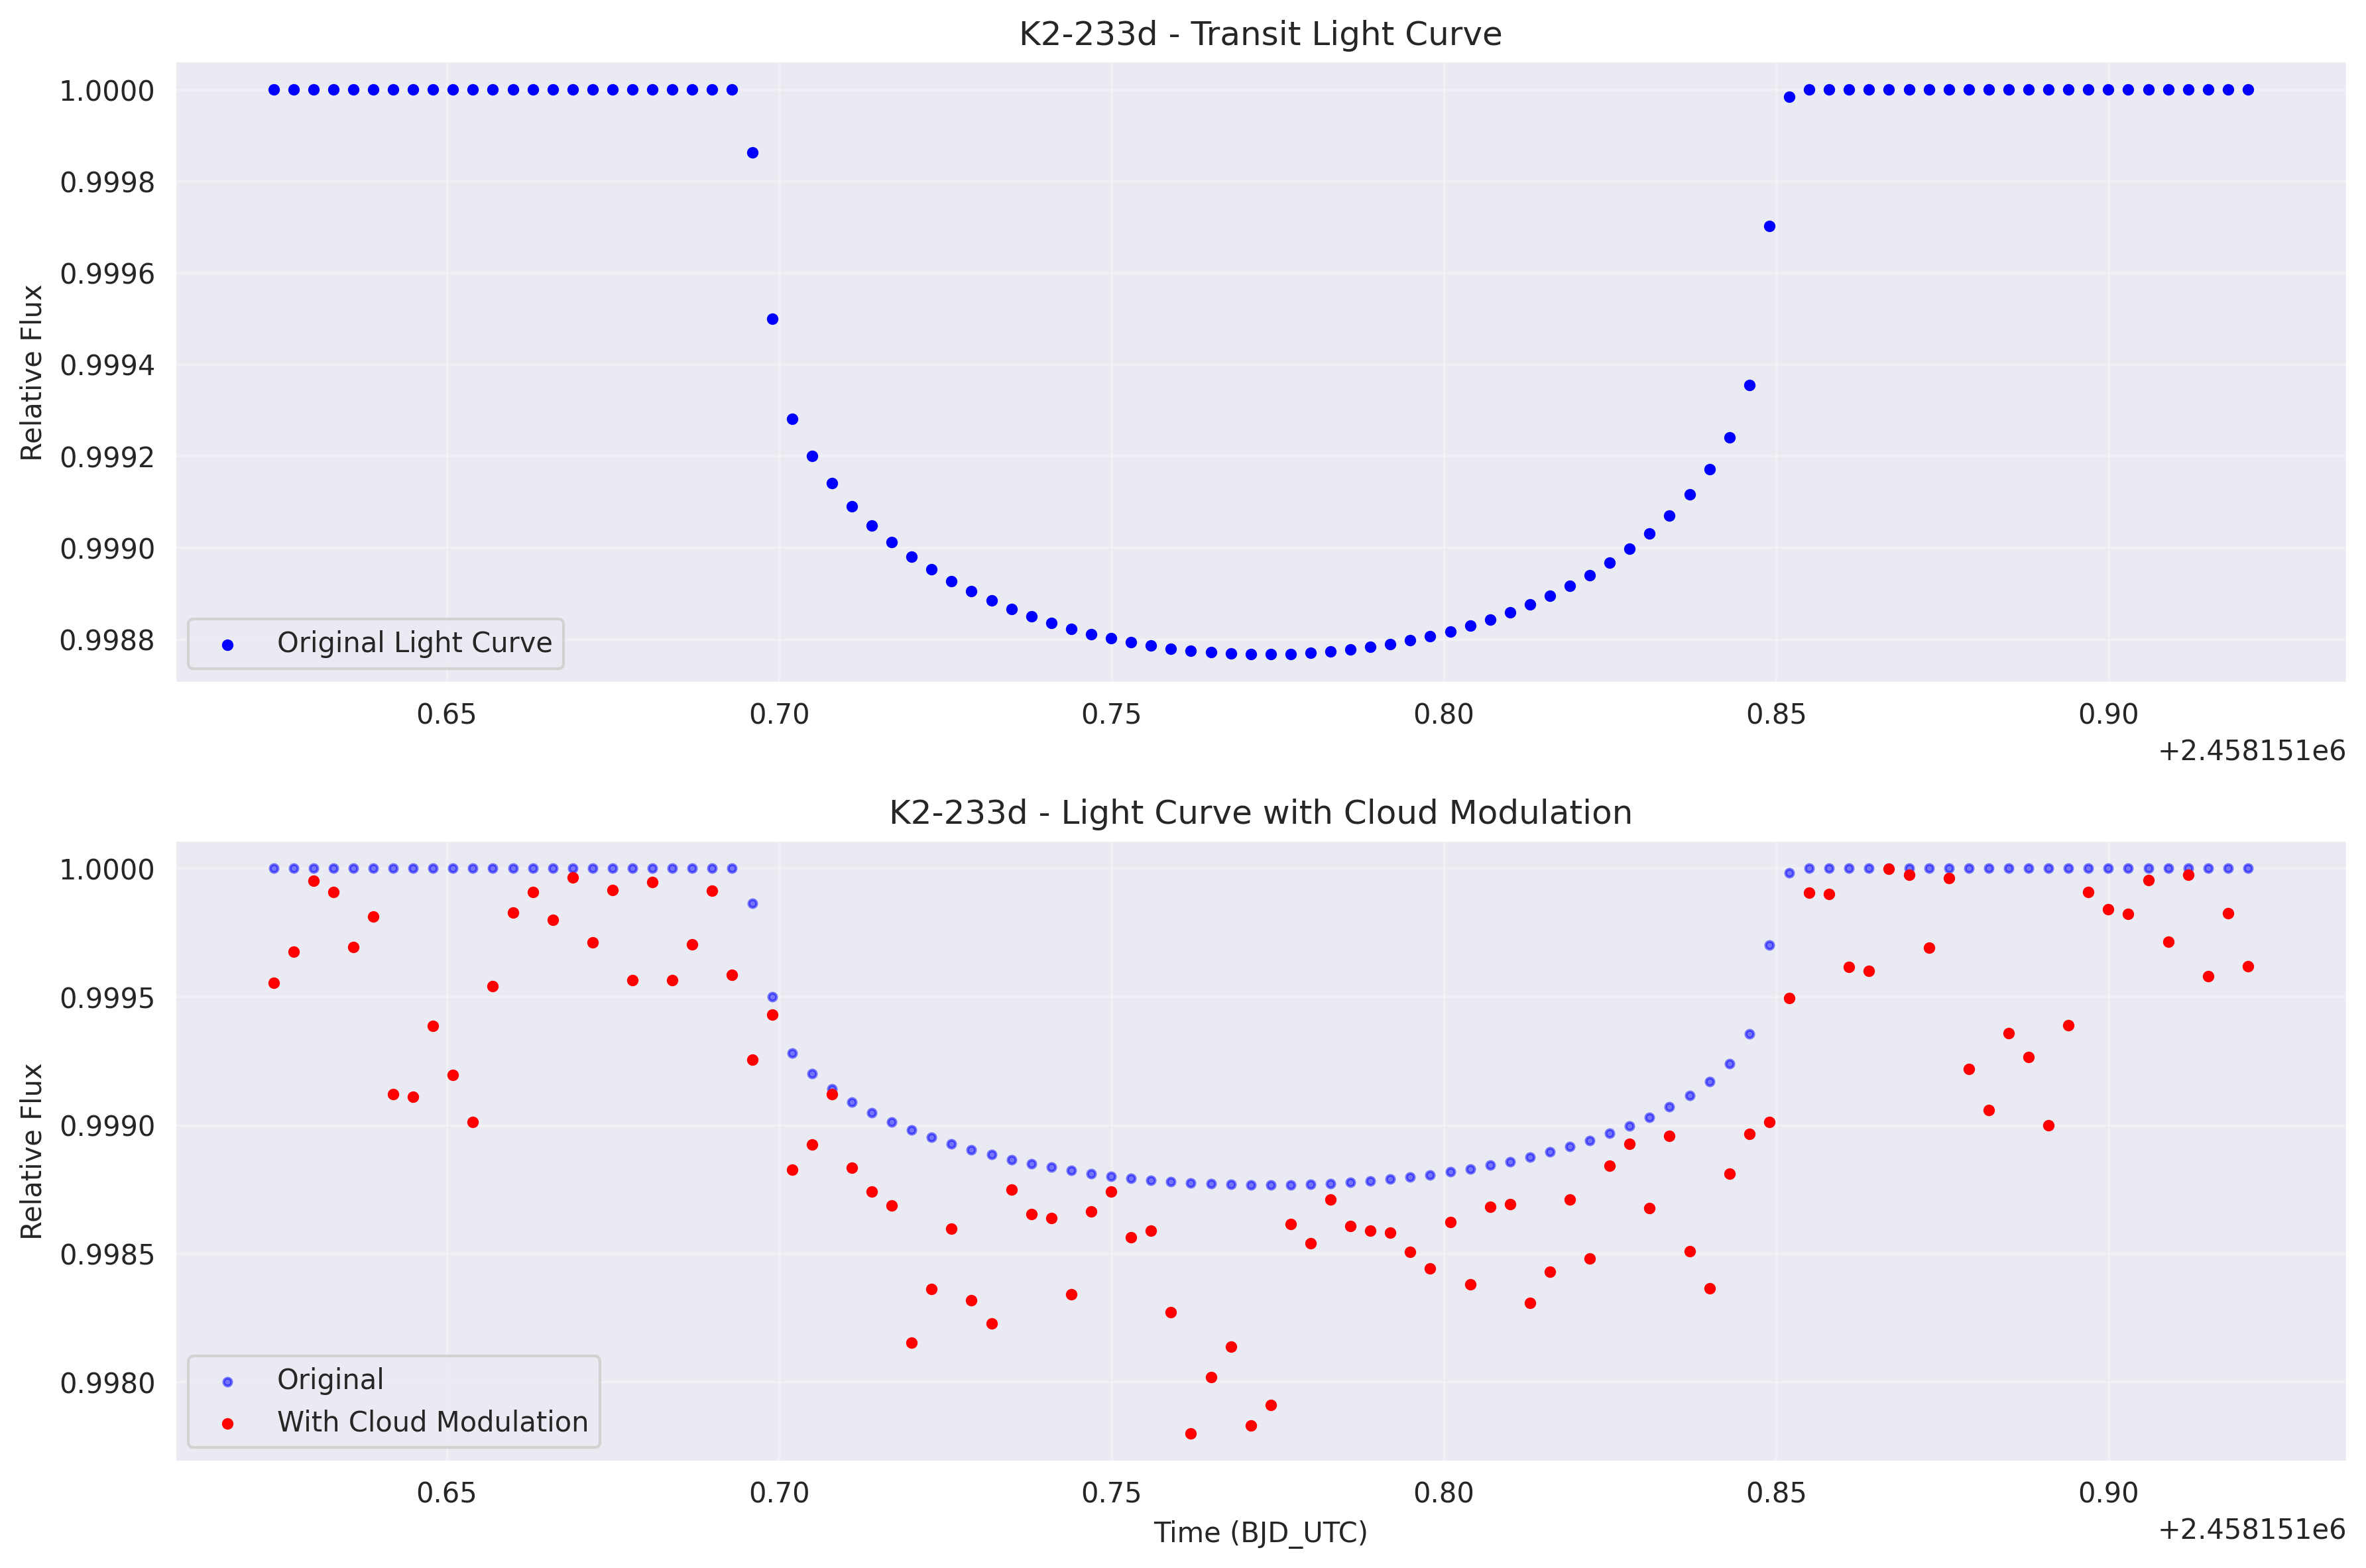 K2-233d - Transit Light Curve
1.0000
0.9998
0.9996
0.9994
0.9992
0.9990
0.9988
Relative Flux
Original Light Curve
0.65 0.70 0.75 0.80 0.85 0.90
+2.458151e6
K2-233d - Light Curve with Cloud Modulation
1.0000
0.9995
0.9990
0.9985
0.9980
Relative Flux
Original
With Cloud Modulation
0.65 0.70 0.75 0.80 0.85 0.90
Time (BJD_UTC)
+2.458151e6